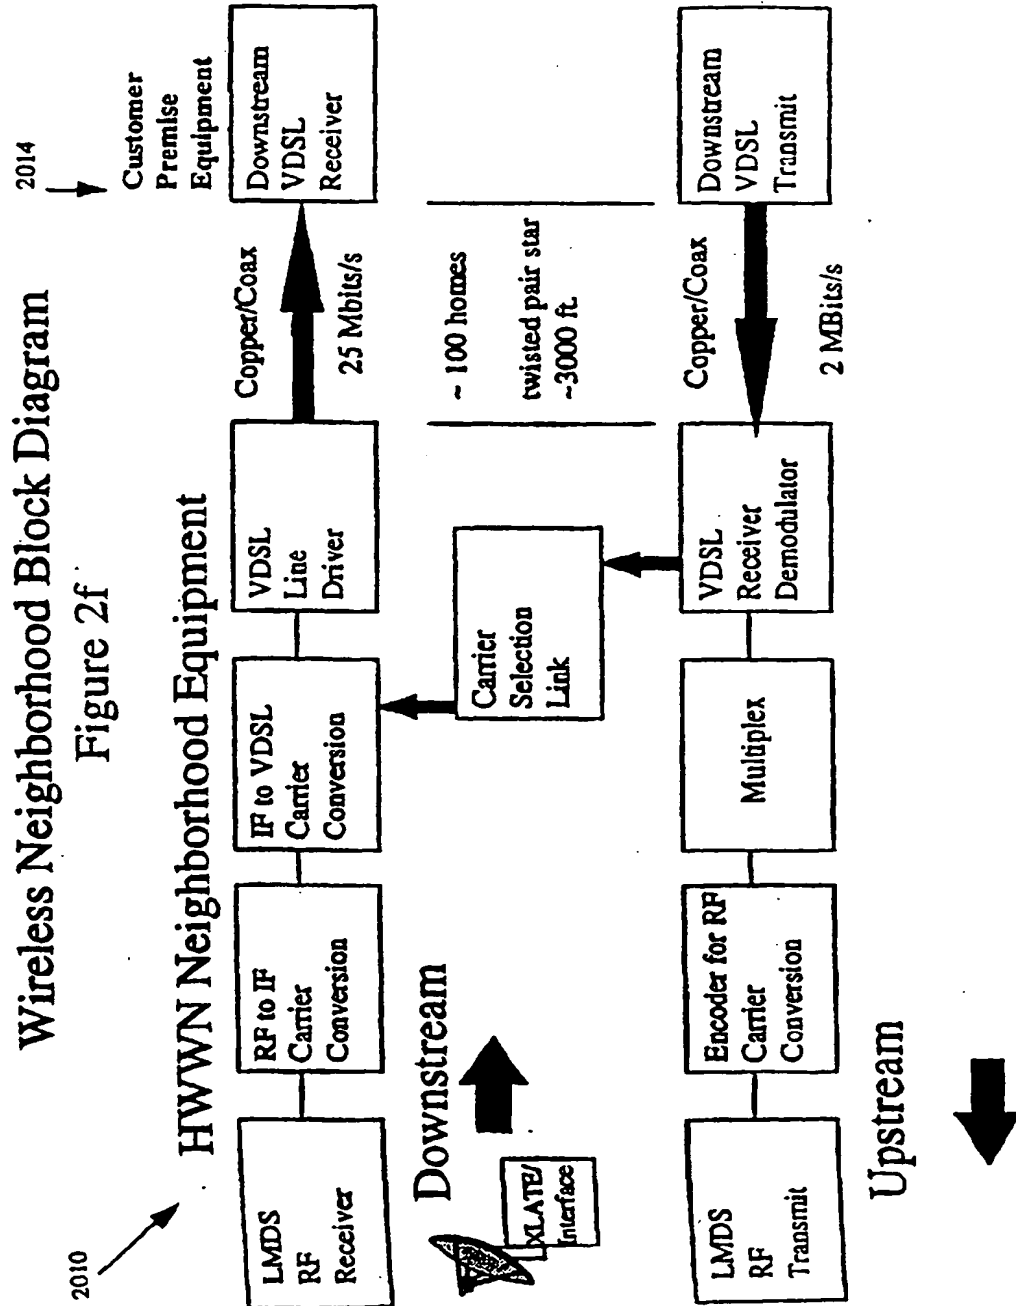 Wireless Neighborhood Block Diagram
Figure 2f
2010
HWWN Neighborhood Equipment
2014
Customer
Premise
Equipment
LMDS
RF
Receiver
RF to IF
Carrier
Conversion
IF to VDSL
Carrier
Conversion
VDSL
Line
Driver
Copper/Coax
25 Mbits/s
Downstream
VDSL
Receiver
Downstream
XLATE/
Interface
Carrier
Selection
Link
~ 100 homes
twisted pair star
~3000 ft.
LMDS
RF
Transmit
Encoder for RF
Carrier
Conversion
Multiplex
VDSL
Receiver
Demodulator
Copper/Coax
2 MBits/s
Downstream
VDSL
Transmit
Upstream